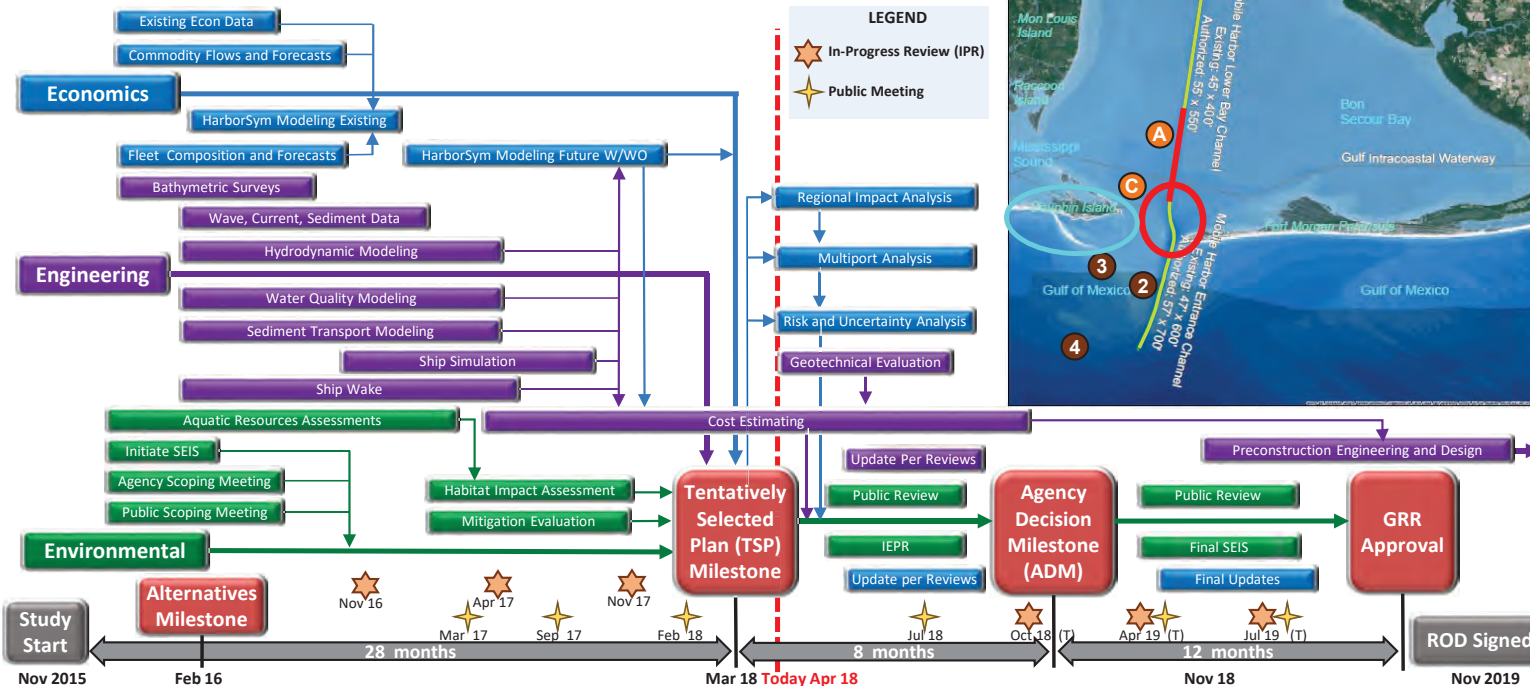 Existing Econ Data
Commodity Flows and Forecasts
Economics
HarborSym Modeling Existing
Fleet Composition and Forecasts
HarborSym Modeling Future W/WO
Bathymetric Surveys
Wave, Current, Sediment Data
Hydrodynamic Modeling
Engineering
Water Quality Modeling
Sediment Transport Modeling
Ship Simulation
Ship Wake
Aquatic Resources Assessments
Cost Estimating
Initiate SEIS
Agency Scoping Meeting
Public Scoping Meeting
Environmental
Habitat Impact Assessment
Mitigation Evaluation
LEGEND
In-Progress Review (IPR)
Public Meeting
Regional Impact Analysis
Multiport Analysis
Risk and Uncertainty Analysis
Geotechnical Evaluation
Update Per Reviews
Public Review
IEPR
Update per Reviews
Tentatively
Selected
Plan (TSP)
Milestone
Agency
Decision
Milestone
(ADM)
Preconstruction Engineering and Design
Public Review
Final SEIS
Final Updates
GRR
Approval
Study
Start
Alternatives
Milestone
Nov 16
Apr 17
Nov 17
Mar 17
Sep 17
Feb 18
Jul 18
Oct 18 (T)
Apr 19 (T)
Jul 19 (T)
28 months
8 months
12 months
ROD Signed
Nov 2015
Feb 16
Mar 18
Today Apr 18
Nov 18
Nov 2019
Mon Louis
Island
Raccoon
Island
Mississippi
Sound
Dauphin Island
Mobile Harbor Lower Bay Channel
Existing: 45' x 400'
Authorized: 55' x 550'
Bon
Secour Bay
Gulf Intracoastal Waterway
A
C
Fort Morgan Peninsula
Mobile Harbor Entrance Channel
Existing: 47' x 600'
Authorized: 57' x 700'
3
2
4
Gulf of Mexico
Gulf of Mexico